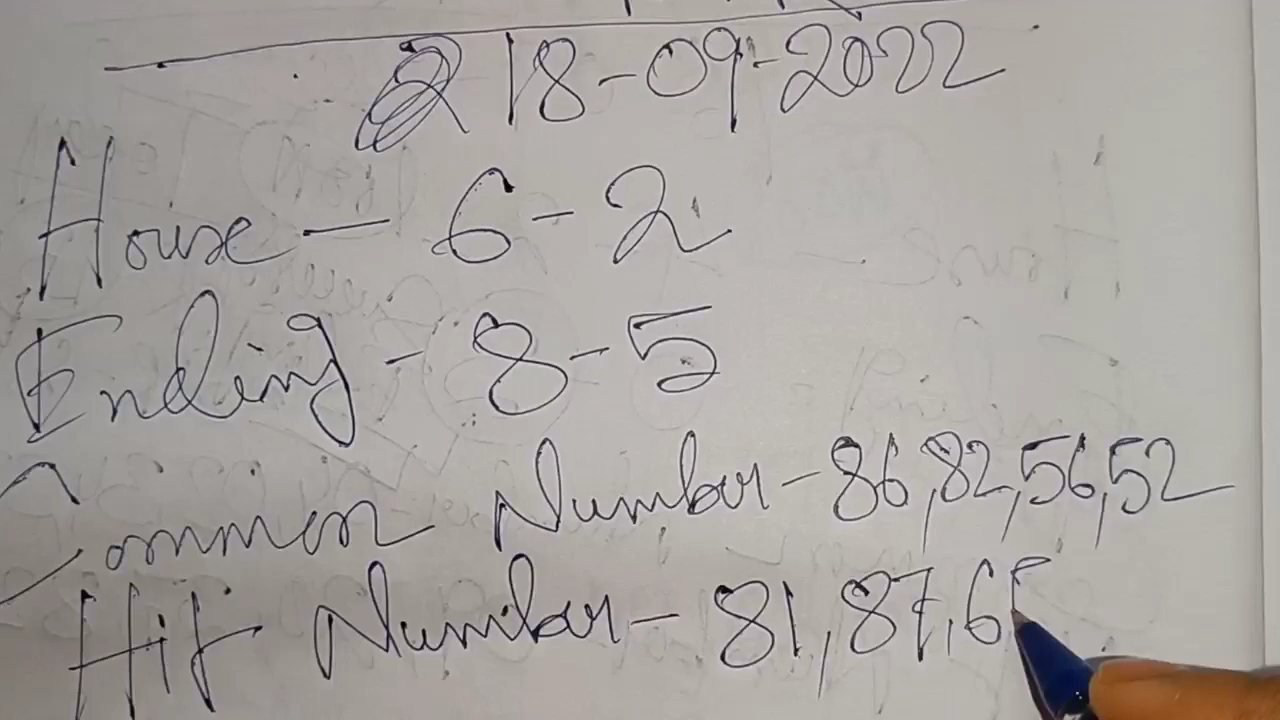 18-09-2022
House - 6-2
Ending - 8-5
Common Number - 86,82,56,52
Hit Number - 81,87,65